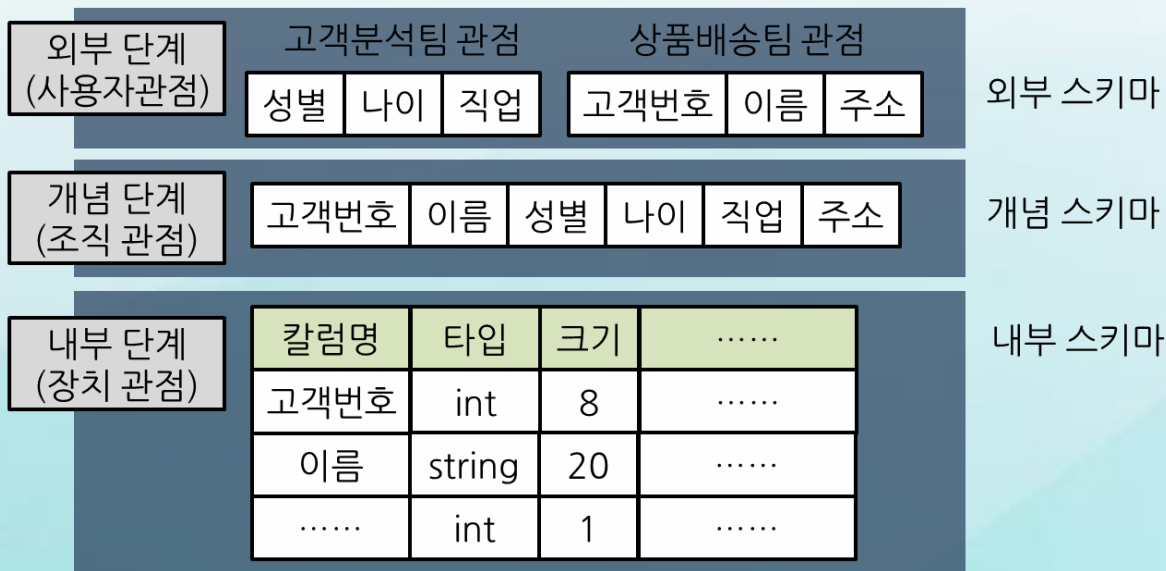 외부 단계
(사용자관점)
고객분석팀 관점
상품배송팀 관점
성별 나이 직업
고객번호 이름 주소
외부 스키마
개념 단계
(조직 관점)
고객번호 이름 성별 나이 직업 주소
개념 스키마
내부 단계
(장치 관점)
칼럼명 타입 크기 ……
고객번호 int 8 ……
이름 string 20 ……
…… int 1 ……
내부 스키마